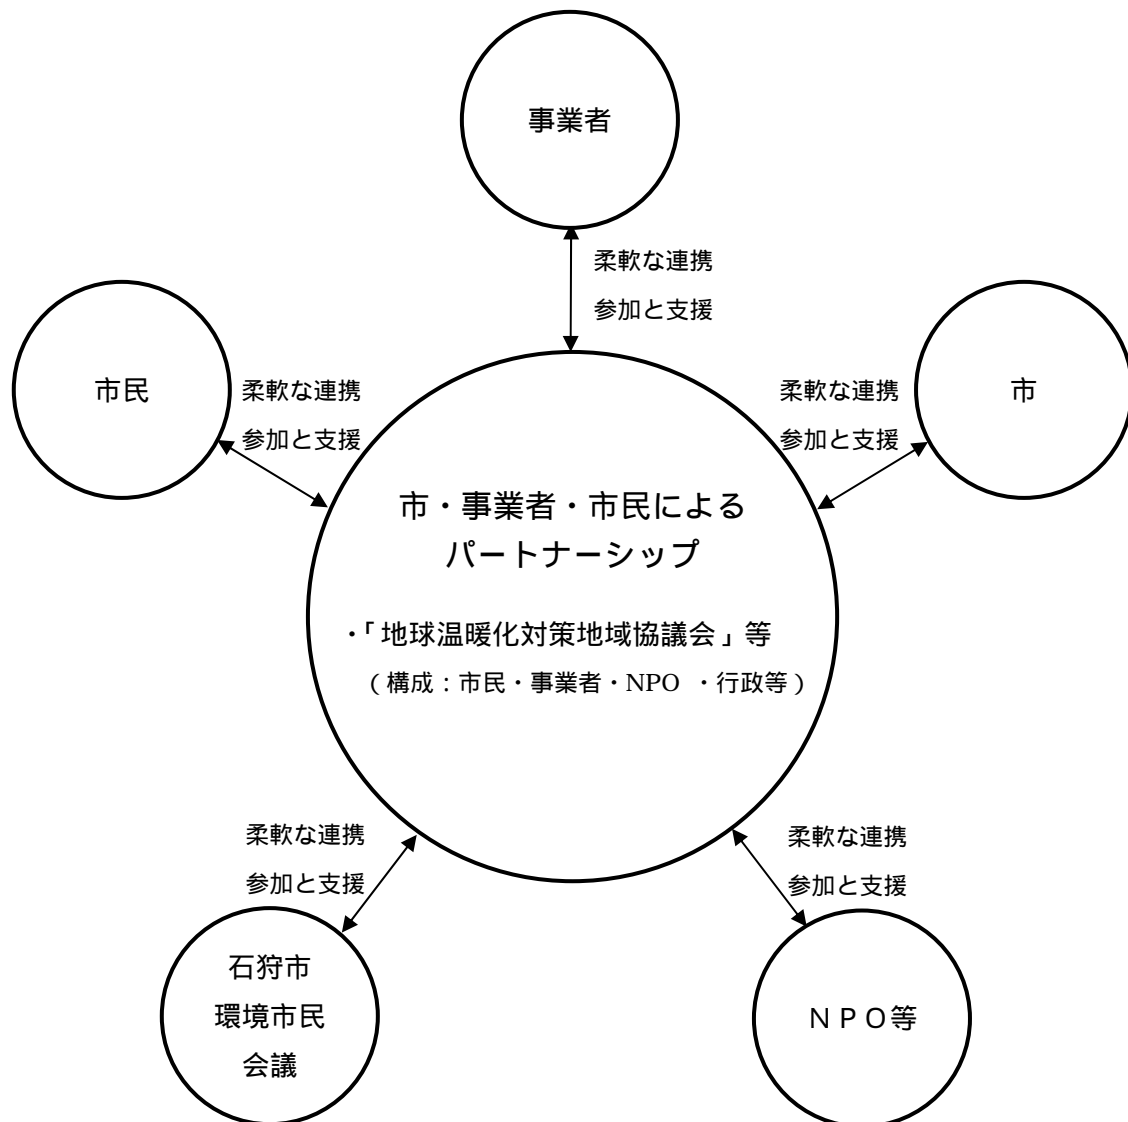 事業者
柔軟な連携
参加と支援
市民
柔軟な連携
参加と支援
柔軟な連携
参加と支援
市
市・事業者・市民による
パートナーシップ
・「地球温暖化対策地域協議会」等
(構成:市民・事業者・NPO ・行政等)
柔軟な連携
参加と支援
柔軟な連携
参加と支援
石狩市
環境市民
会議
NPO等